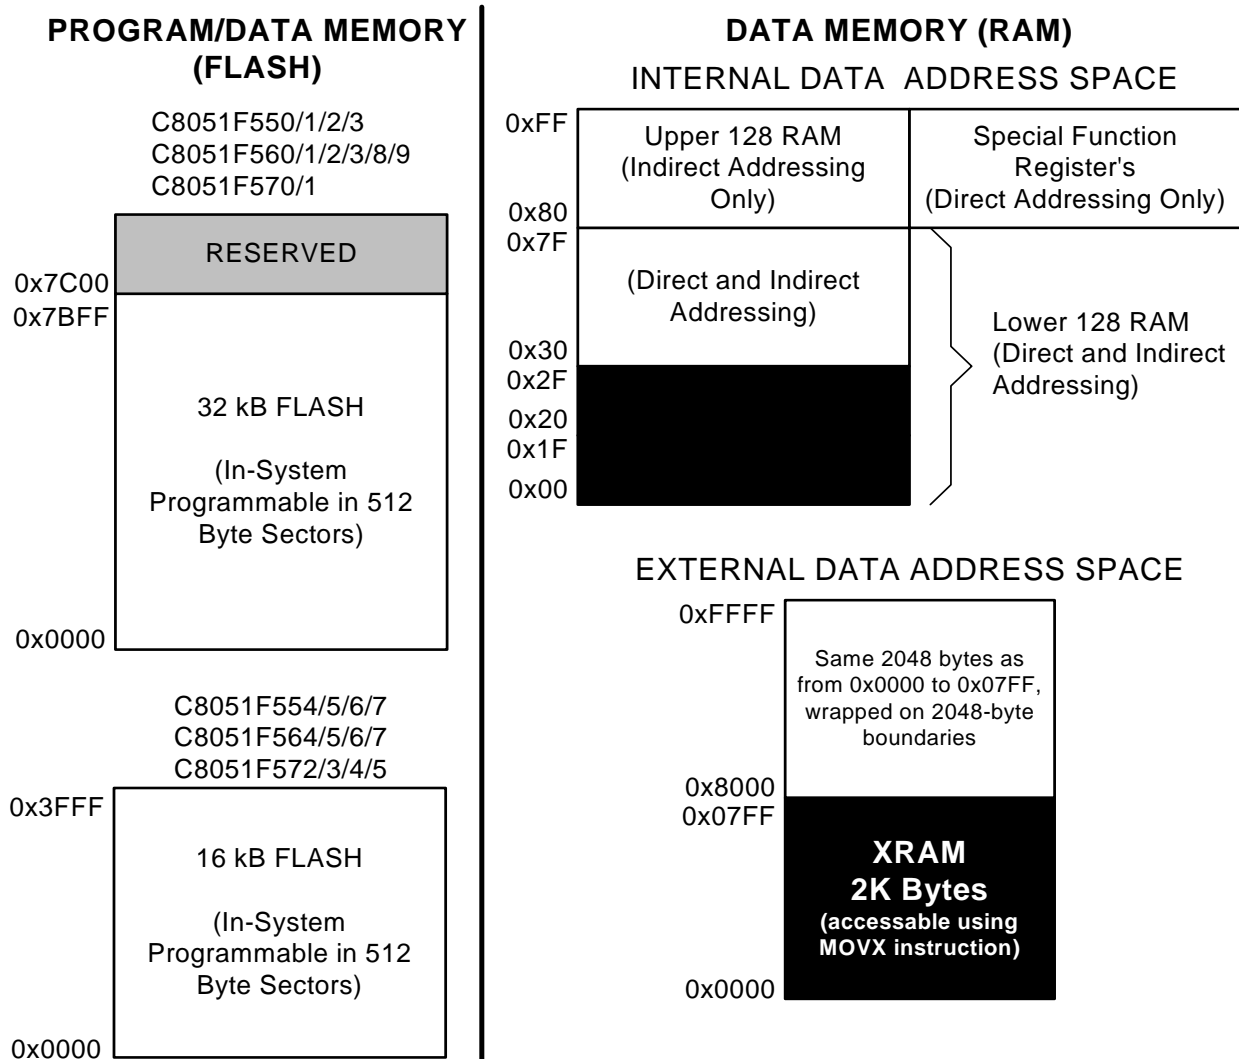 PROGRAM/DATA MEMORY
(FLASH)
C8051F550/1/2/3
C8051F560/1/2/3/8/9
C8051F570/1
RESERVED
0x7C00
0x7BFF
32 kB FLASH
(In-System
Programmable in 512
Byte Sectors)
0x0000
C8051F554/5/6/7
C8051F564/5/6/7
C8051F572/3/4/5
0x3FFF
16 kB FLASH
(In-System
Programmable in 512
Byte Sectors)
0x0000
DATA MEMORY (RAM)
INTERNAL DATA ADDRESS SPACE
0xFF
Upper 128 RAM
(Indirect Addressing
Only)
0x80
Special Function
Register's
(Direct Addressing Only)
0x7F
(Direct and Indirect
Addressing)
0x30
0x2F
0x20
0x1F
0x00
Lower 128 RAM
(Direct and Indirect
Addressing)
EXTERNAL DATA ADDRESS SPACE
0xFFFF
Same 2048 bytes as
from 0x0000 to 0x07FF,
wrapped on 2048-byte
boundaries
0x8000
0x07FF
XRAM
2K Bytes
(accessable using
MOVX instruction)
0x0000